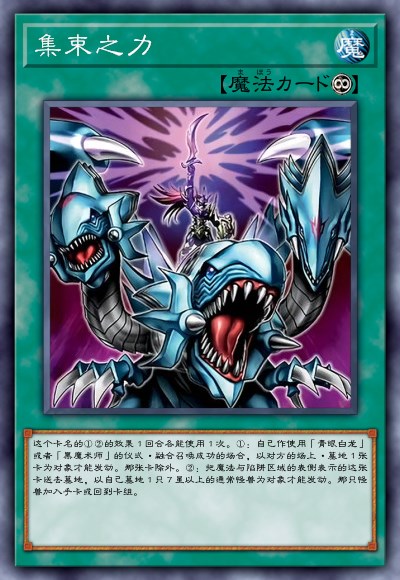 集束之力
魔
まほう
【魔法カード】
这个卡名的①②的效果1回合各能使用1次。①:自己作使用「青眼白龙」
或者「黑魔术师」的仪式·融合召唤成功的场合,以对方的场上·墓地1张
卡为对象才能发动。那张卡除外。②:把魔法与陷阱区域的表侧表示的这张
卡送去墓地,以自己墓地1只7星以上的通常怪兽为对象才能发动。那只怪
兽加入手卡或回到卡组。